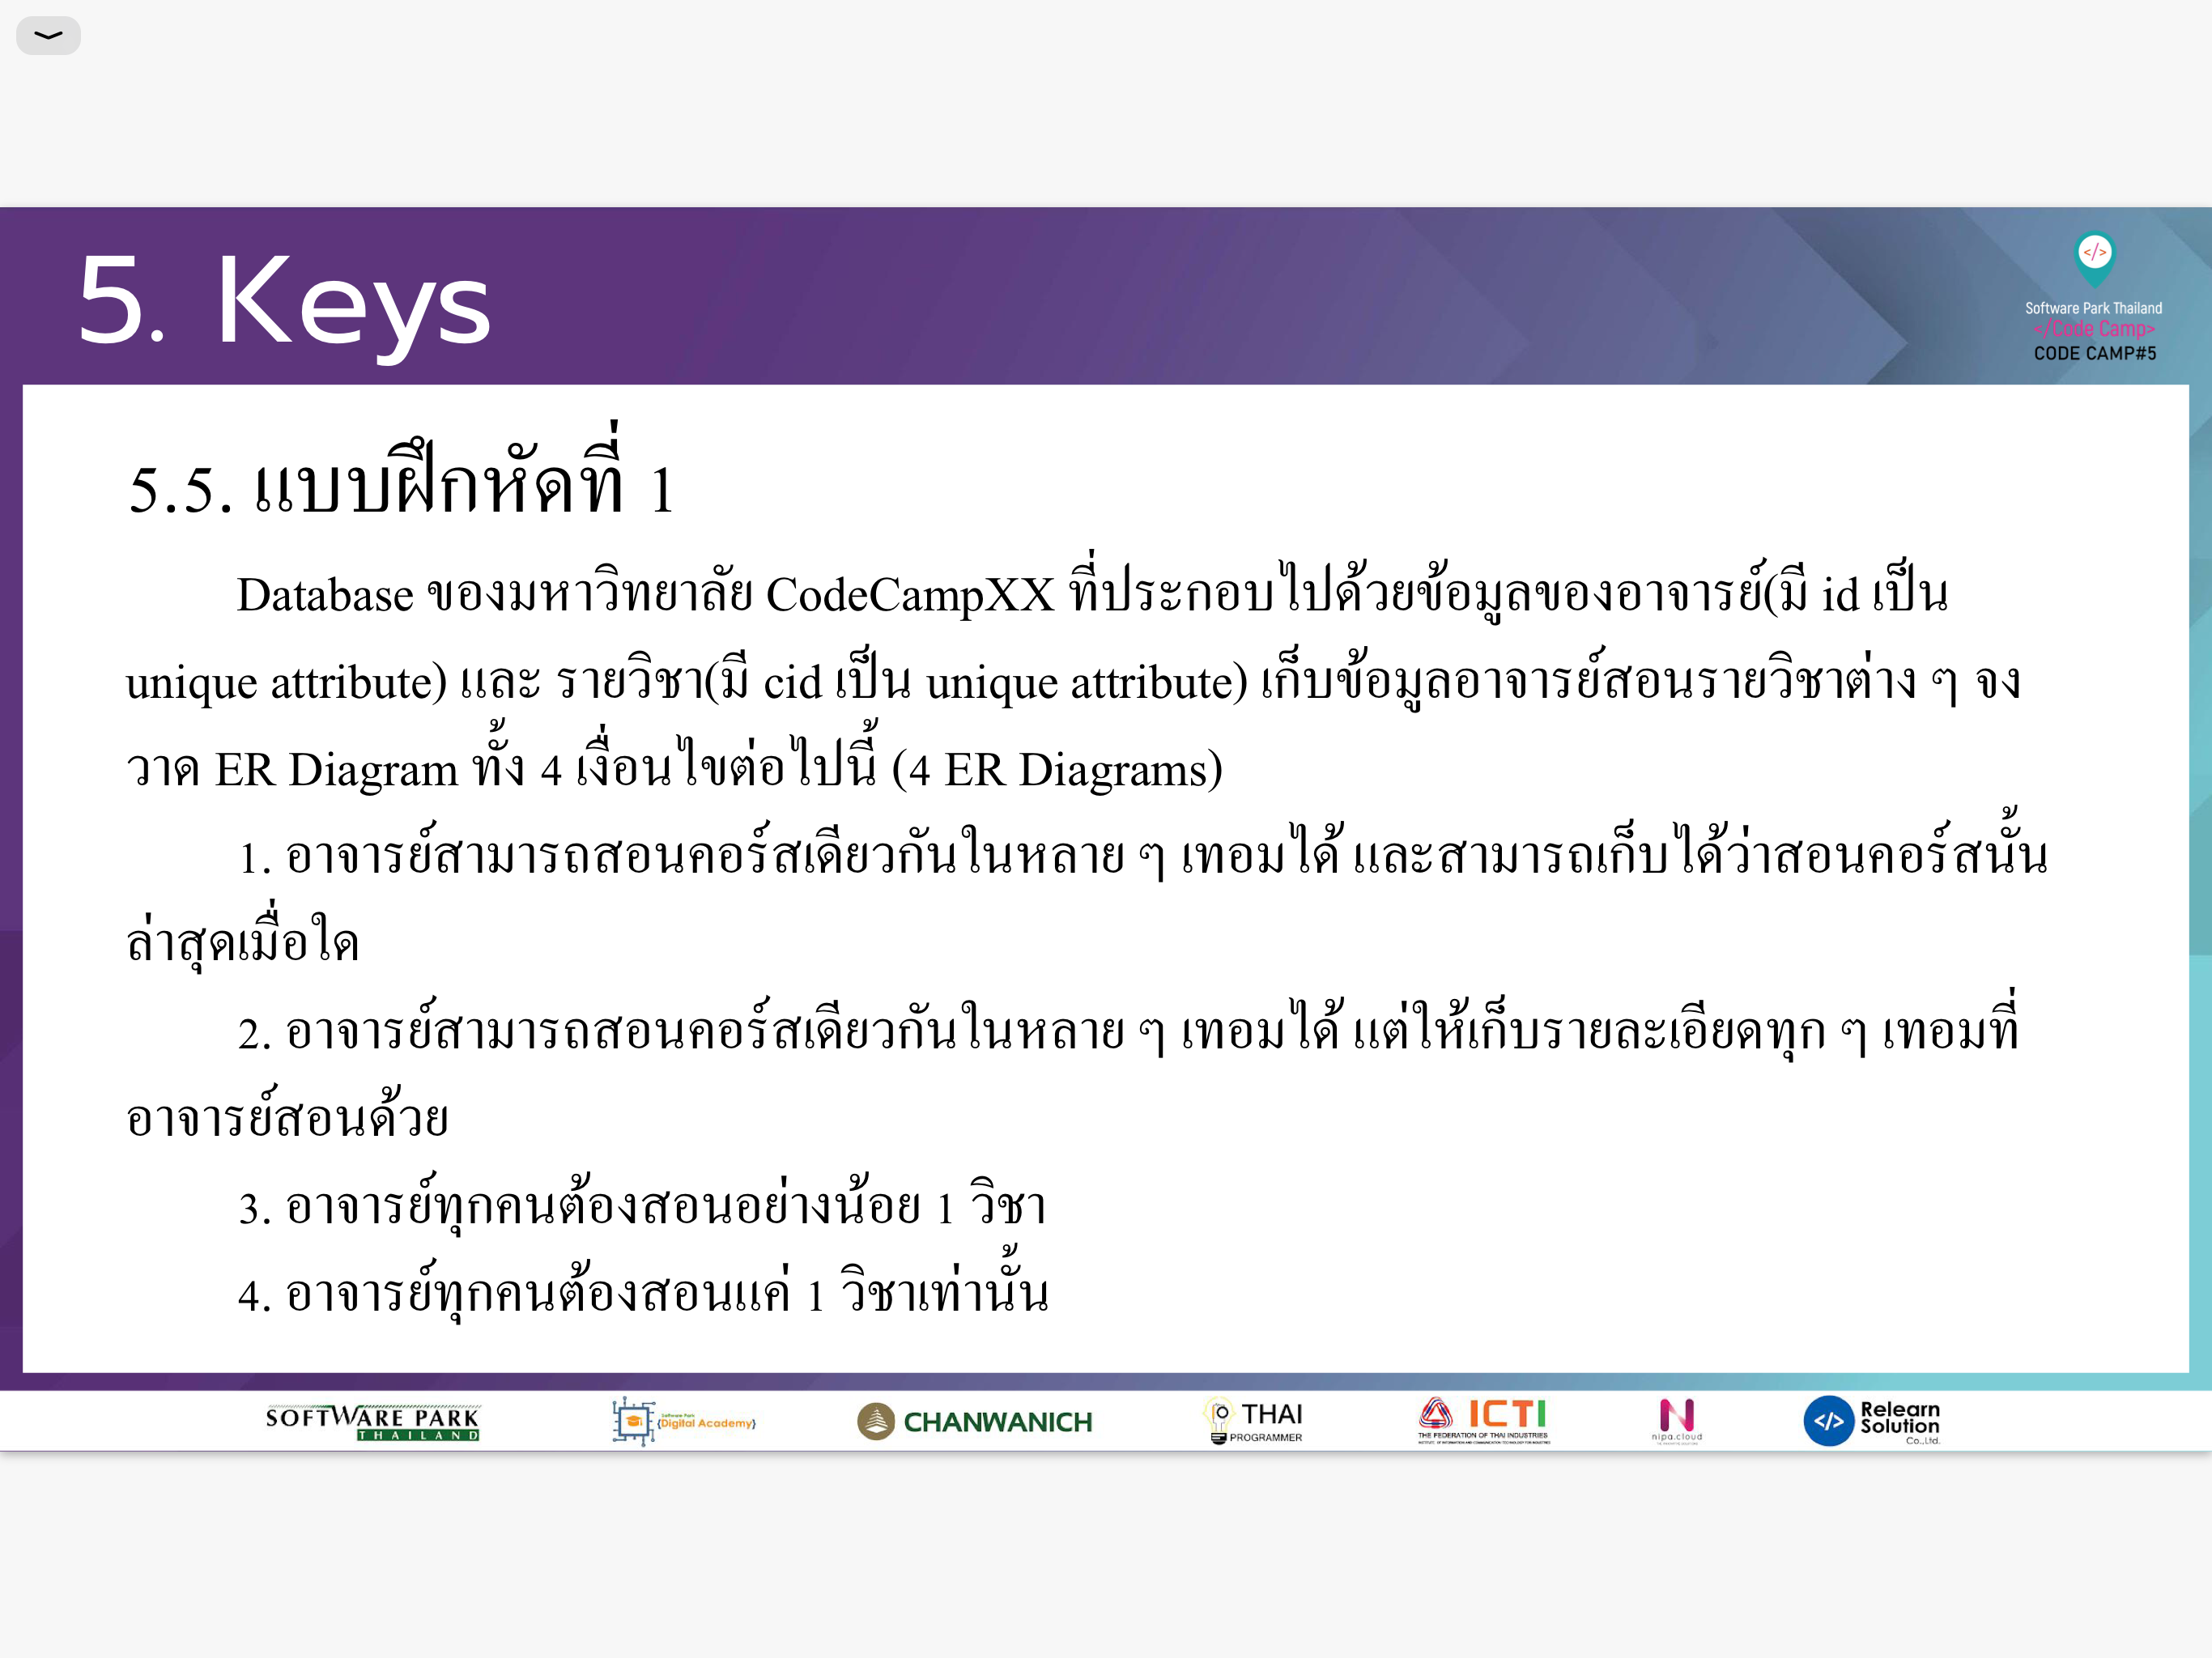 5. Keys
</>
Software Park Thailand
</Code Camp>
CODE CAMP#5
5.5. แบบฝึกหัดที่ 1
Database ของมหาวิทยาลัย CodeCampXX ที่ประกอบไปด้วยข้อมูลของอาจารย์(มี id เป็น
unique attribute) และ รายวิชา(มี cid เป็น unique attribute) เก็บข้อมูลอาจารย์สอนรายวิชาต่าง ๆ จง
วาด ER Diagram ทั้ง 4 เงื่อนไขต่อไปนี้ (4 ER Diagrams)
1. อาจารย์สามารถสอนคอร์สเดียวกันในหลาย ๆ เทอมได้ และสามารถเก็บได้ว่าสอนคอร์สนั้น
ล่าสุดเมื่อใด
2. อาจารย์สามารถสอนคอร์สเดียวกันในหลาย ๆ เทอมได้ แต่ให้เก็บรายละเอียดทุก ๆ เทอมที่
อาจารย์สอนด้วย
3. อาจารย์ทุกคนต้องสอนอย่างน้อย 1 วิชา
4. อาจารย์ทุกคนต้องสอนแค่ 1 วิชาเท่านั้น
SOFTWARE PARK
THAILAND
Software Park
{Digital Academy}
CHANWANICH
THAI
PROGRAMMER
ICTI
THE FEDERATION OF THAI INDUSTRIES
INSTITUTE OF INFORMATION AND COMMUNICATION TECHNOLOGY FOR INDUSTRIES
N
nipa.cloud
</>
Relearn
Solution
Co.,Ltd.